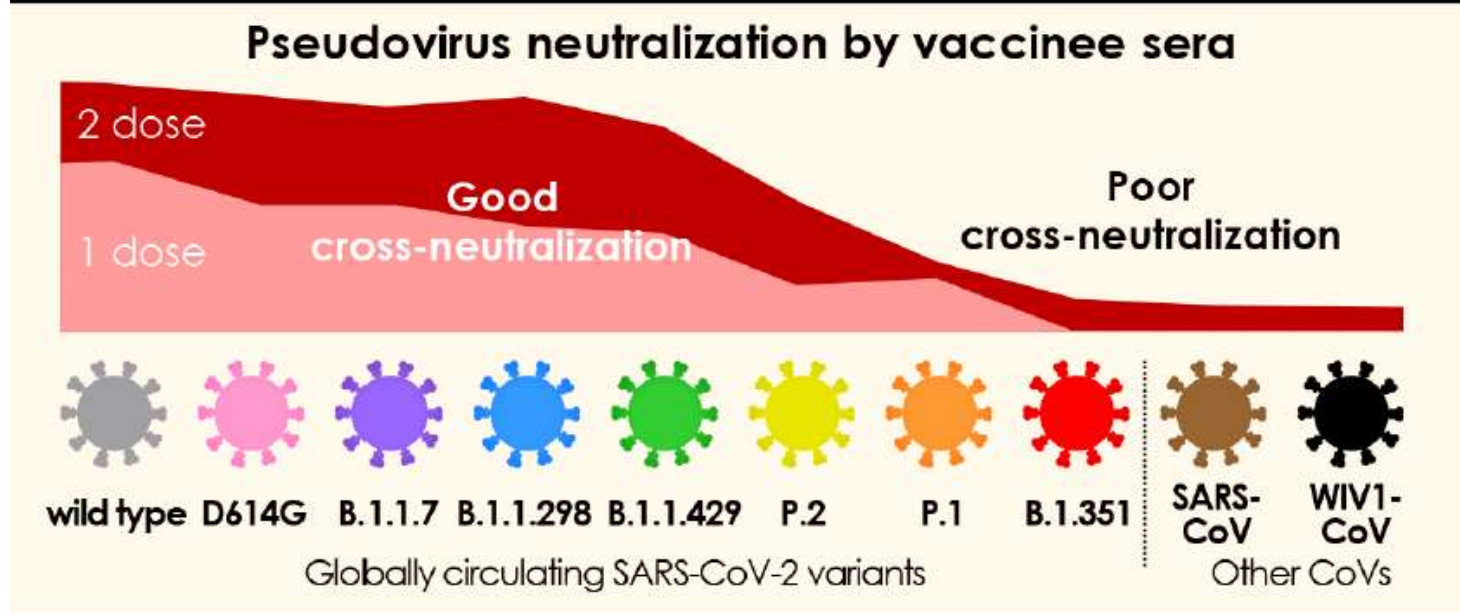 Pseudovirus neutralization by vaccinee sera
2 dose
1 dose
Good
cross-neutralization
Poor
cross-neutralization
wild type D614G B.1.1.7 B.1.1.298 B.1.1.429 P.2 P.1 B.1.351
SARS-
CoV
WIV1-
CoV
Globally circulating SARS-CoV-2 variants
Other CoVs